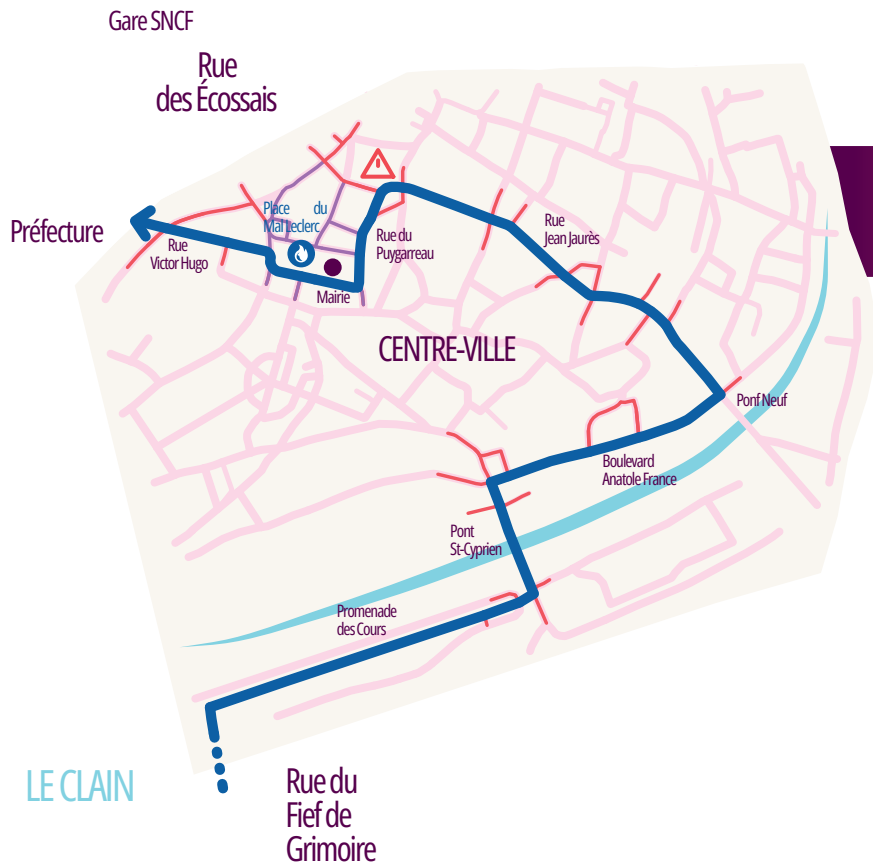 Gare SNCF
Rue
des Écossais
Place du
Mal Leclerc
Préfecture
Rue
Victor Hugo
Rue du
Puygarreau
Rue
Jean Jaurès
Mairie
CENTRE-VILLE
Ponf Neuf
Boulevard
Anatole France
Pont
St-Cyprien
Promenade
des Cours
LE CLAIN
Rue du
Fief de
Grimoire